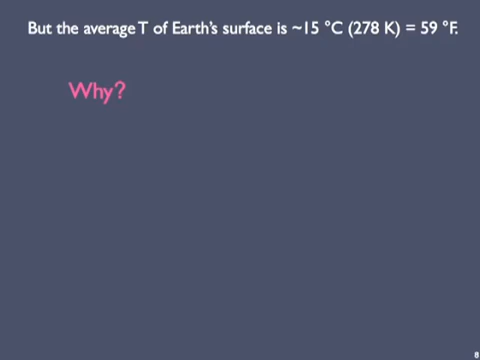 But the average T of Earth's surface is ~15 °C (278 K) = 59 °F.
Why?
8